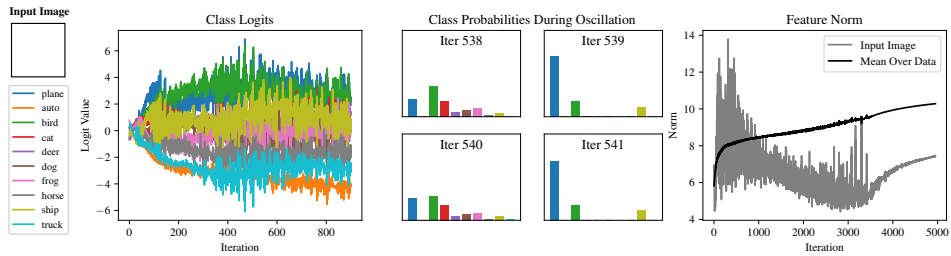 Input Image
plane
auto
bird
cat
deer
dog
frog
horse
ship
truck
Class Logits
Logit Value
6
4
2
0
−2
−4
−6
0
200
400
600
800
Iteration
Class Probabilities During Oscillation
Iter 538
Iter 539
Iter 540
Iter 541
Feature Norm
Norm
14
12
10
8
6
4
Input Image
Mean Over Data
0
1000
2000
3000
4000
5000
Iteration